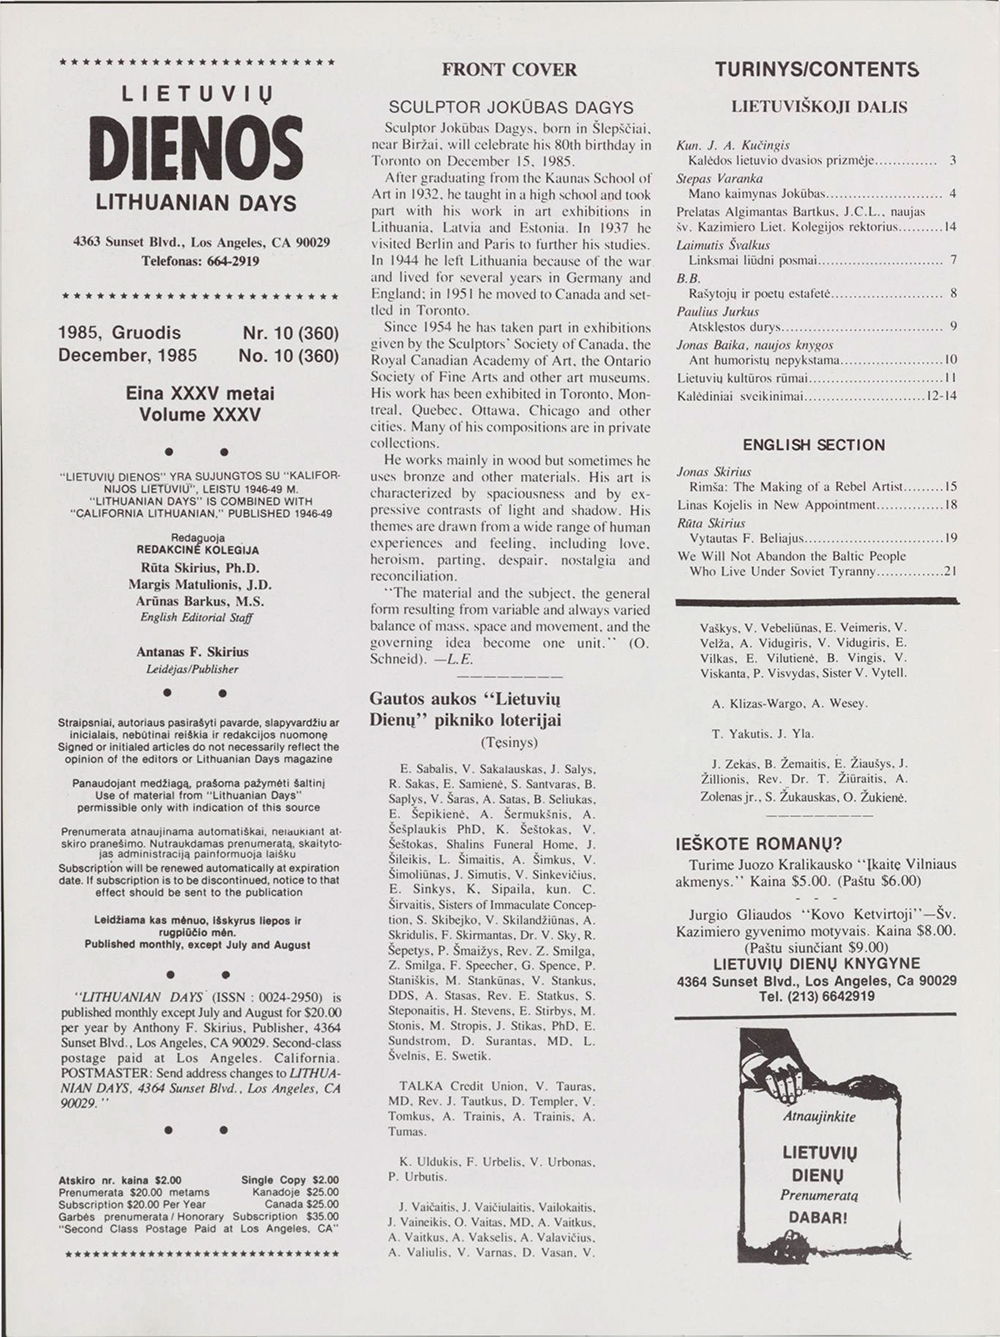 LIETUVIŲ
DIENOS
LITHUANIAN DAYS
4363 Sunset Blvd., Los Angeles, CA 90029
Telefonas: 664-2919
1985, Gruodis Nr. 10 (360)
December, 1985 No. 10 (360)
Eina XXXV metai
Volume XXXV
"LIETUVIŲ DIENOS" YRA SUJUNGTOS SU "KALIFOR-
NIJOS LIETUVIU", LEISTU 1946-49 M.
"LITHUANIAN DAYS" IS COMBINED WITH
"CALIFORNIA LITHUANIAN," PUBLISHED 1946-49
Redaguoja
REDAKCINĖ KOLEGIJA
Rūta Skirius, Ph.D.
Margis Matulionis, J.D.
Arūnas Barkus, M.S.
English Editorial Staff
Antanas F. Skirius
Leidėjas/Publisher
Straipsniai, autoriaus pasirašyti pavarde, slapyvardžiu ar
inicialais, nebūtinai reiškia ir redakcijos nuomonę
Signed or initialed articles do not necessarily reflect the
opinion of the editors or Lithuanian Days magazine
Panaudojant medžiagą, prašoma pažymėti šaltinį
Use of material from "Lithuanian Days"
permissible only with indication of this source
Prenumerata atnaujinama automatiškai, nelaukiant at-
skiro pranešimo. Nutraukdamas prenumeratą, skaityto-
jas administraciją painformuoja laišku
Subscription will be renewed automatically at expiration
date. If subscription is to be discontinued, notice to that
effect should be sent to the publication
Leidžiama kas mėnuo, išskyrus liepos ir
rugpiūčio mėn.
Published monthly, except July and August
"LITHUANIAN DAYS (ISSN : 0024-2950) is
published monthly except July and August for $20.00
per year by Anthony F. Skirius, Publisher, 4364
Sunset Blvd., Los Angeles, CA 90029. Second-class
postage paid at Los Angeles. California.
POSTMASTER: Send address changes to LITHUA-
NIAN DAYS, 4364 Sunset Blvd., Los Angeles, CA
90029."
Atskiro nr. kaina $2.00 Single Copy $2.00
Prenumerata $20.00 metams Kanadoje $25.00
Subscription $20.00 Per Year Canada $25.00
Garbės prenumerata / Honorary Subscription $35.00
"Second Class Postage Paid at Los Angeles, CA"
FRONT COVER
SCULPTOR JOKŪBAS DAGYS
Sculptor Jokūbas Dagys, born in Šlepščiai,
near Biržai, will celebrate his 80th birthday in
Toronto on December 15, 1985.
After graduating from the Kaunas School of
Art in 1932, he taught in a high school and took
part with his work in art exhibitions in
Lithuania, Latvia and Estonia. In 1937 he
visited Berlin and Paris to further his studies.
In 1944 he left Lithuania because of the war
and lived for several years in Germany and
England; in 1951 he moved to Canada and set-
tled in Toronto.
Since 1954 he has taken part in exhibitions
given by the Sculptors' Society of Canada, the
Royal Canadian Academy of Art, the Ontario
Society of Fine Arts and other art museums.
His work has been exhibited in Toronto, Mon-
treal, Quebec, Ottawa, Chicago and other
cities. Many of his compositions are in private
collections.
He works mainly in wood but sometimes he
uses bronze and other materials. His art is
characterized by spaciousness and by ex-
pressive contrasts of light and shadow. His
themes are drawn from a wide range of human
experiences and feeling, including love,
heroism, parting, despair, nostalgia and
reconciliation.
"The material and the subject, the general
form resulting from variable and always varied
balance of mass, space and movement, and the
governing idea become one unit." (O.
Schneid). —L.E.
Gautos aukos "Lietuvių
Dienų" pikniko loterijai
(Tęsinys)
E. Sabalis, V. Sakalauskas, J. Salys,
R. Sakas, E. Samienė, S. Santvaras, B.
Saplys, V. Šaras, A. Satas, B. Seliukas,
E. Šepikienė, A. Šermukšnis, A.
Šešplaukis PhD, K. Šeštokas, V.
Šeštokas, Shalins Funeral Home, J.
Šileikis, L. Šimaitis, A. Šimkus, V.
Šimoliūnas, J. Simutis, V. Sinkevičius,
E. Sinkys, K, Sipaila, kun. C.
Širvaitis, Sisters of Immaculate Concep-
tion, S. Skibejko, V. Skilandžiūnas, A.
Skridulis, F. Skirmantas, Dr. V. Sky, R.
Šepetys, P. Šmaižys, Rev. Z. Smilga,
Z. Smilga, F. Speecher, G. Spence, P.
Staniškis, M. Stankūnas, V. Stankus,
DDS, A. Stasas, Rev. E. Statkus, S.
Steponaitis, H. Stevens, E. Stirbys, M.
Stonis, M. Stropis, J. Stikas, PhD, E.
Sundstrom, D. Surantas, MD, L.
Švelnis, E. Swetik.
TALKA Credit Union, V. Tauras,
MD, Rev. J. Tautkus, D. Templer, V.
Tomkus, A. Trainis, A. Trainis, A.
Tumas.
K. Uldukis, F. Urbelis, V. Urbonas,
P. Urbutis.
J. Vaičaitis, J. Vaičiulaitis, Vailokaitis,
J. Vaineikis, O. Vaitas, MD, A. Vaitkus,
A. Vaitkus, A. Vakselis, A. Valavičius,
A. Valiulis, V. Varnas, D. Vasan, V.
TURINYS/CONTENTS
LIETUVIŠKOJI DALIS
Kun. J. A. Kučingis
Kalėdos lietuvio dvasios prizmėje.............. 3
Stepas Varanka
Mano kaimynas Jokūbas........................ 4
Prelatas Algimantas Bartkus, J.C.L., naujas
šv. Kazimiero Liet. Kolegijos rektorius..........14
Laimutis Švalkus
Linksmai liūdni posmai.......................... 7
B.B.
Rašytojų ir poetų estafetė....................... 8
Paulius Jurkus
Atsklęstos durys................................. 9
Jonas Baika, naujos knygos
Ant humoristų nepykstama.....................10
Lietuvių kultūros rūmai............................11
Kalėdiniai sveikinimai.........................12-14
ENGLISH SECTION
Jonas Skirius
Rimša: The Making of a Rebel Artist.........15
Linas Kojelis in New Appointment..............18
Rūta Skirius
Vytautas F. Beliajus.............................19
We Will Not Abandon the Baltic People
Who Live Under Soviet Tyranny...............21
Vaškys, V. Vebeliūnas, E. Veimeris, V.
Velža, A. Vidugiris, V. Vidugiris, E.
Vilkas, E. Vilutienė, B. Vingis, V.
Viskanta, P. Visvydas, Sister V. Vytell.
A. Klizas-Wargo, A. Wesey.
T. Yakutis, J. Yla.
J. Zekas, B. Žemaitis, E. Žiaušys, J.
Žillionis, Rev. Dr. T. Žiūraitis, A.
Zolenas jr., S. Žukauskas, O. Žukienė.
IEŠKOTE ROMANŲ?
Turime Juozo Kralikausko "Įkaitę Vilniaus
akmenys." Kaina $5.00. (Paštu $6.00)
- - -
Jurgio Gliaudos "Kovo Ketvirtoji"—Šv.
Kazimiero gyvenimo motyvais. Kaina $8.00.
(Paštu siunčiant $9.00)
LIETUVIŲ DIENŲ KNYGYNE
4364 Sunset Blvd., Los Angeles, Ca 90029
Tel. (213) 6642919
Atnaujinkite
LIETUVIŲ
DIENŲ
Prenumeratą
DABAR!